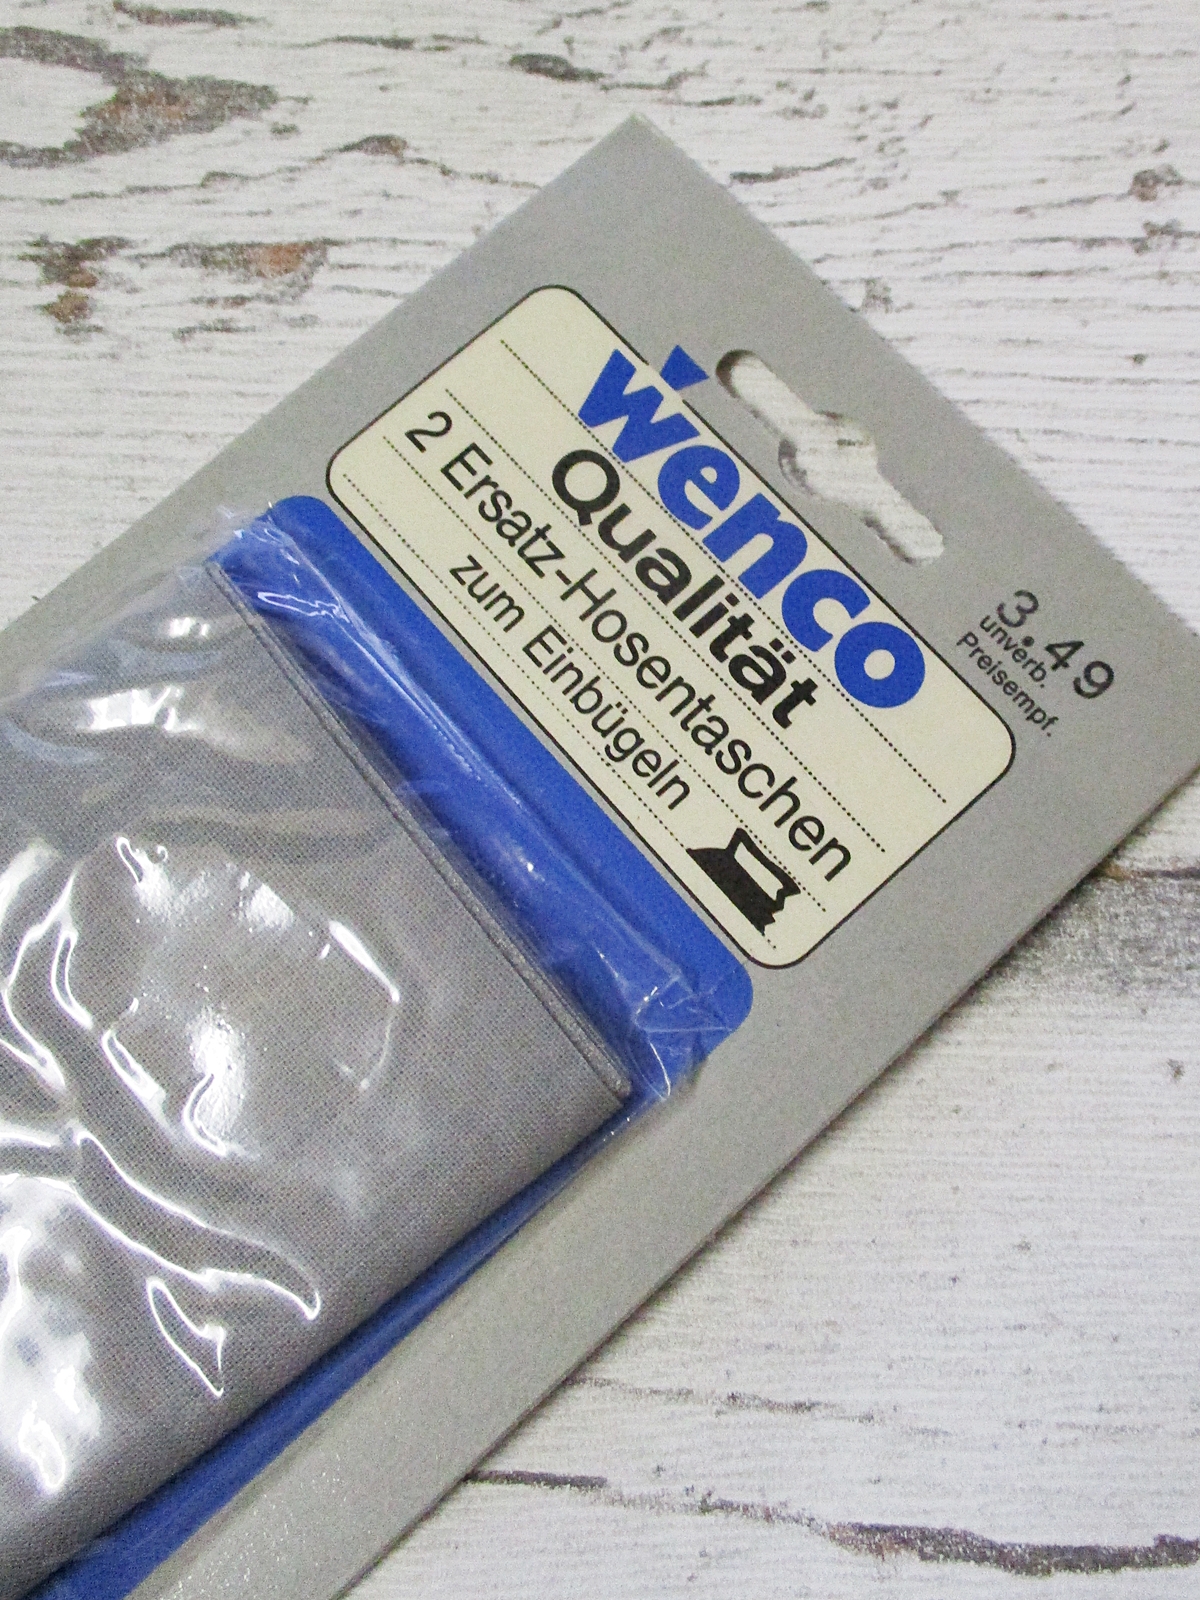 wenco
Qualität
2 Ersatz-Hosentaschen
zum Einbügeln
3.49
unverb.
Preisempf.